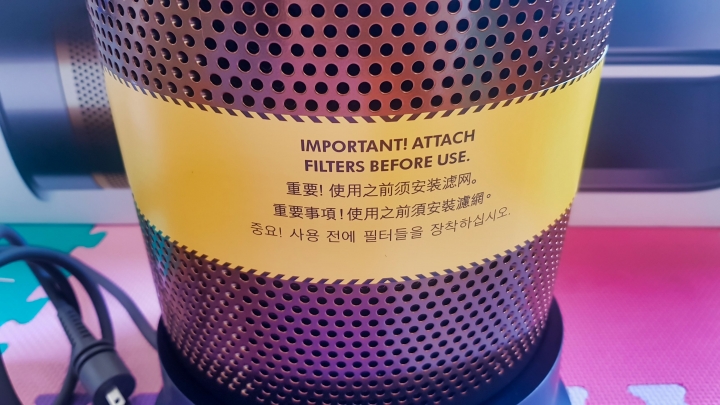 IMPORTANT! ATTACH
FILTERS BEFORE USE.
重要! 使用之前须安装滤网。
重要事項！使用之前須安裝濾網。
중요! 사용 전에 필터들을 장착하십시오.